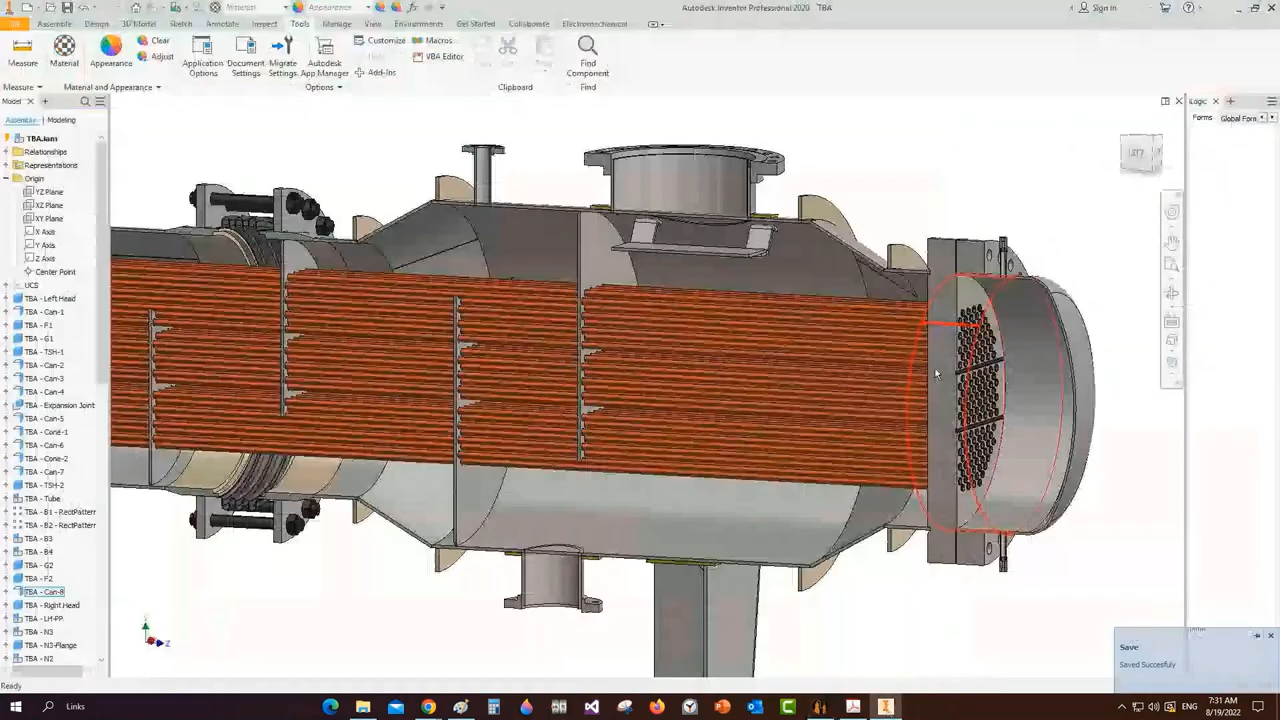 Material
Appearance
Autodesk Inventor Professional 2020 TBA
Sign In
File Assemble Design 3D Model Sketch Annotate Inspect Tools Manage View Environments Get Started Collaborate Electromechanical
Measure
Material
Appearance
Clear
Adjust
Application Options
Document Settings
Migrate Settings
Autodesk App Manager
Customize
Add-Ins
Macros
VBA Editor
Find Component
Measure
Material and Appearance
Options
Clipboard
Find
Model
Assembly Modeling
TBA.iam
Relationships
Representations
Origin
YZ Plane
XZ Plane
XY Plane
X Axis
Y Axis
Z Axis
Center Point
UCS
TBA - Left Head
TBA - Can-1
TBA - F1
TBA - G1
TBA - TSH-1
TBA - Can-2
TBA - Can-3
TBA - Can-4
TBA - Expansion Joint
TBA - Can-5
TBA - Cone-1
TBA - Can-6
TBA - Cone-2
TBA - Can-7
TBA - TSH-2
TBA - Tube
TBA - B1 - RectPattern
TBA - B2 - RectPattern
TBA - B3
TBA - B4
TBA - G2
TBA - F2
TBA - Can-8
TBA - Right Head
TBA - LH-PP
TBA - N3
TBA - N3-Flange
TBA - N2
iLogic
Forms Global Form
LEFT
Y
Z
Save
Saved Succesfuly
Ready
Links
ENG
7:31 AM
8/19/2022